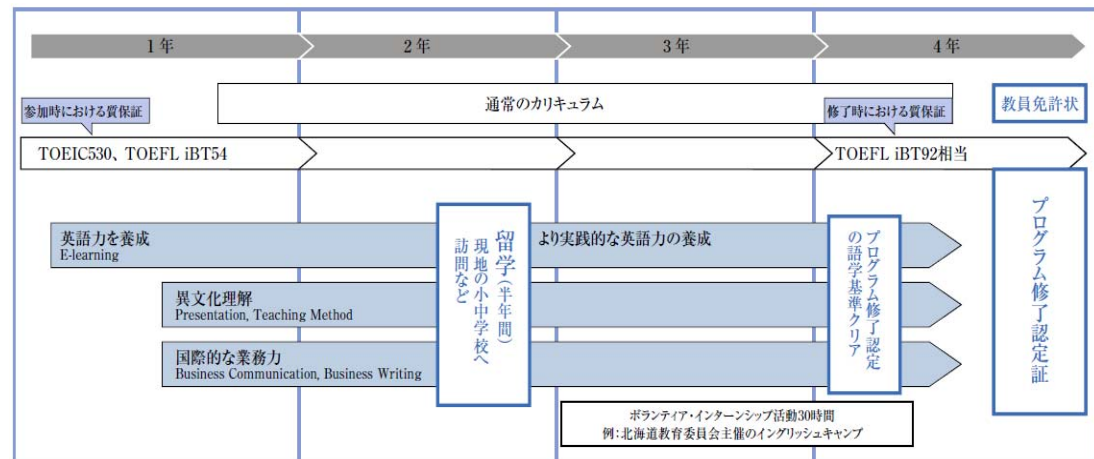 1年
2年
3年
4年
通常のカリキュラム
教員免許状
参加時における質保証
修了時における質保証
TOEIC530、TOEFL iBT54
TOEFL iBT92相当
英語力を養成
E-learning
より実践的な英語力の養成
異文化理解
Presentation, Teaching Method
国際的な業務力
Business Communication, Business Writing
留学(半年間)
現地の小中学校へ
訪問など
プログラム修了認定
の語学基準クリア
プログラム修了認定証
ボランティア・インターンシップ活動30時間
例：北海道教育委員会主催のイングリッシュキャンプ